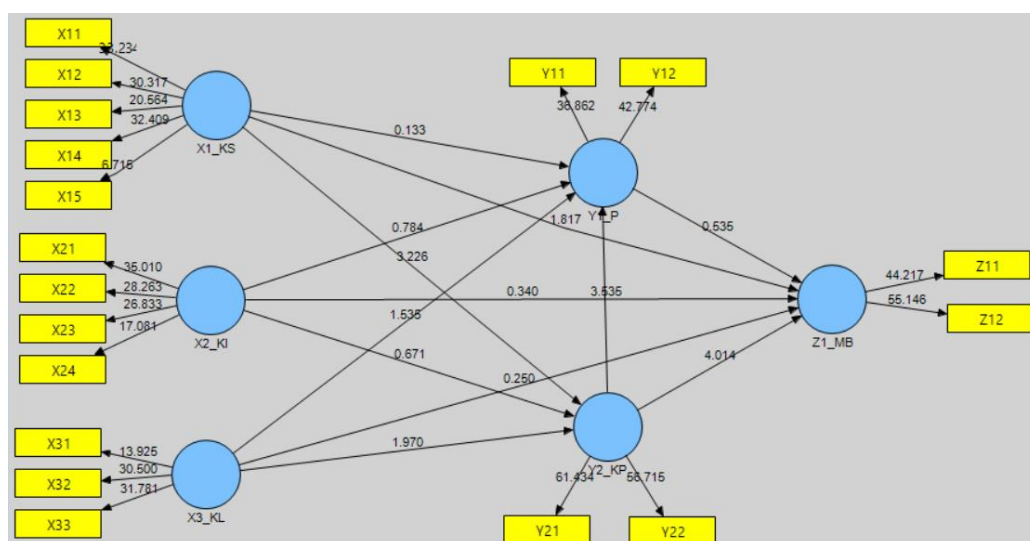 X11
X12
X13
X14
X15
30.317
20.564
32.409
6.715
X1_KS
X21
X22
X23
X24
35.010
28.263
26.833
17.081
X2_KI
X31
X32
X33
13.925
30.500
31.781
X3_KL
0.133
1.817
3.226
0.784
0.340
0.671
1.535
0.250
1.970
Y11
Y12
36.862
42.774
0.535
3.535
4.014
Y2_KP
61.434
56.715
Y21
Y22
Z1_MB
44.217
55.146
Z11
Z12